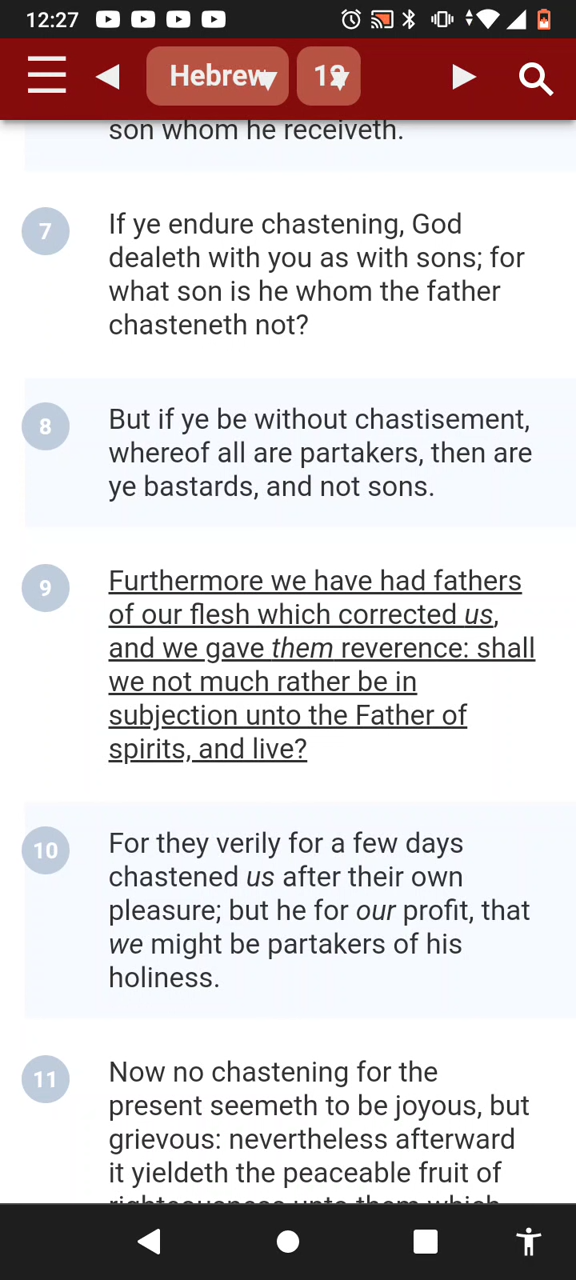 12:27
Hebrew
12
son whom he receiveth.
7
If ye endure chastening, God
dealeth with you as with sons; for
what son is he whom the father
chasteneth not?
8
But if ye be without chastisement,
whereof all are partakers, then are
ye bastards, and not sons.
9
Furthermore we have had fathers
of our flesh which corrected us,
and we gave them reverence: shall
we not much rather be in
subjection unto the Father of
spirits, and live?
10
For they verily for a few days
chastened us after their own
pleasure; but he for our profit, that
we might be partakers of his
holiness.
11
Now no chastening for the
present seemeth to be joyous, but
grievous: nevertheless afterward
it yieldeth the peaceable fruit of
righteousness unto them which